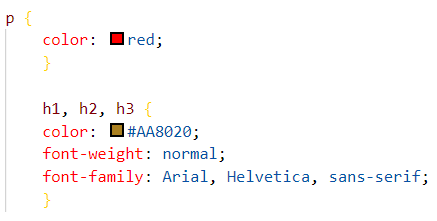 p {
color: red;
}
h1, h2, h3 {
color: #AA8020;
font-weight: normal;
font-family: Arial, Helvetica, sans-serif;
}